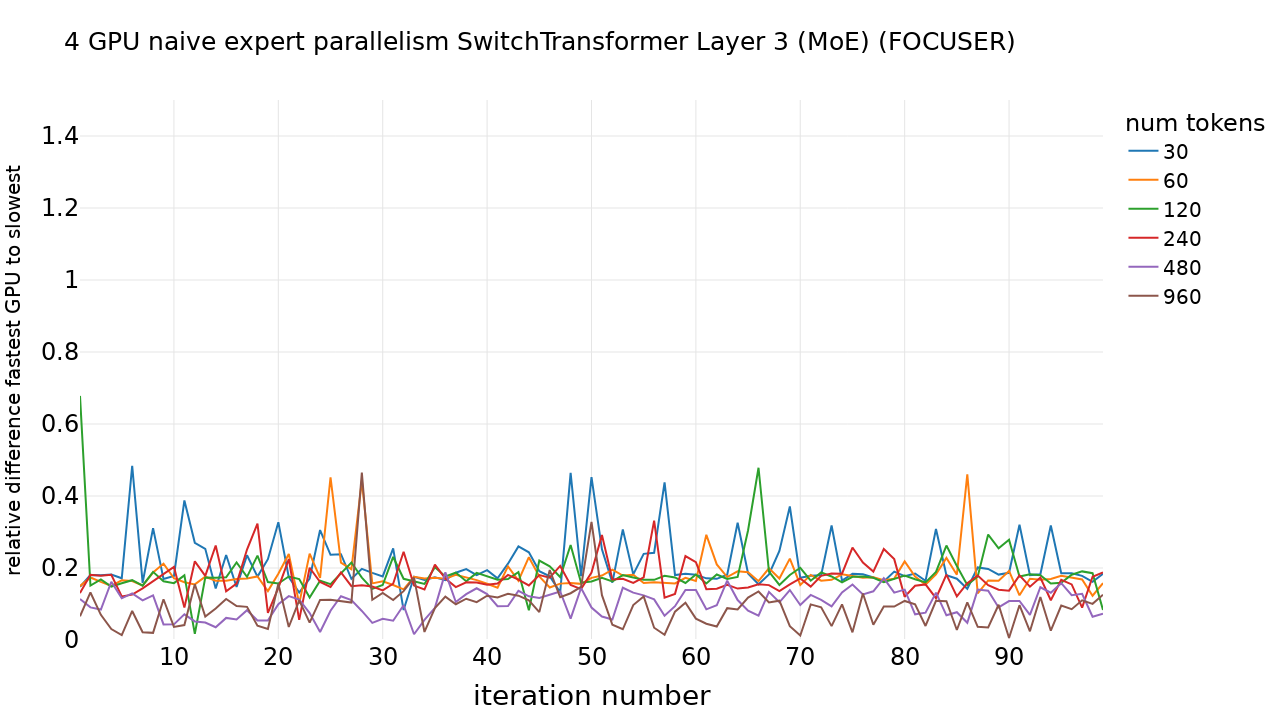 4 GPU naive expert parallelism SwitchTransformer Layer 3 (MoE) (FOCUSER)
relative difference fastest GPU to slowest
1.4
1.2
1
0.8
0.6
0.4
0.2
0
10 20 30 40 50 60 70 80 90
iteration number
num tokens
30
60
120
240
480
960